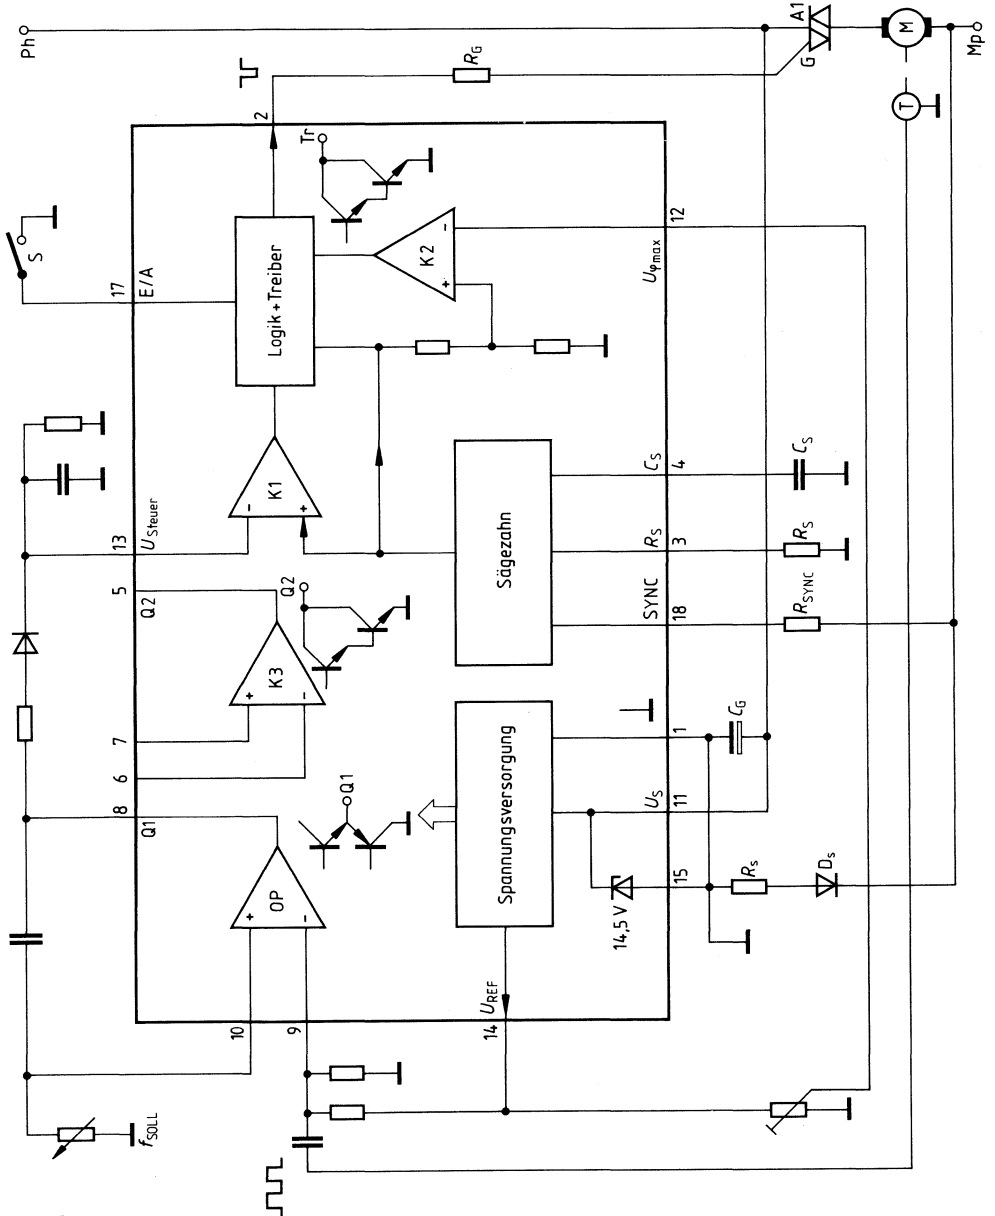 Ph
R_G
G
A1
M
Mp
T
2
Tr
S
17
E/A
Logik+Treiber
K2
+
-
12
U_φmax
13
U_Steuer
K1
-
+
5
Q2
Q2
K3
+
-
7
6
8
Q1
Q1
OP
+
-
10
9
Sägezahn
C_S
4
C_S
R_S
3
R_S
SYNC
18
R_SYNC
Spannungsversorgung
1
C_G
U_S
11
14,5 V
15
R_s
D_s
U_REF
14
f_SOLL